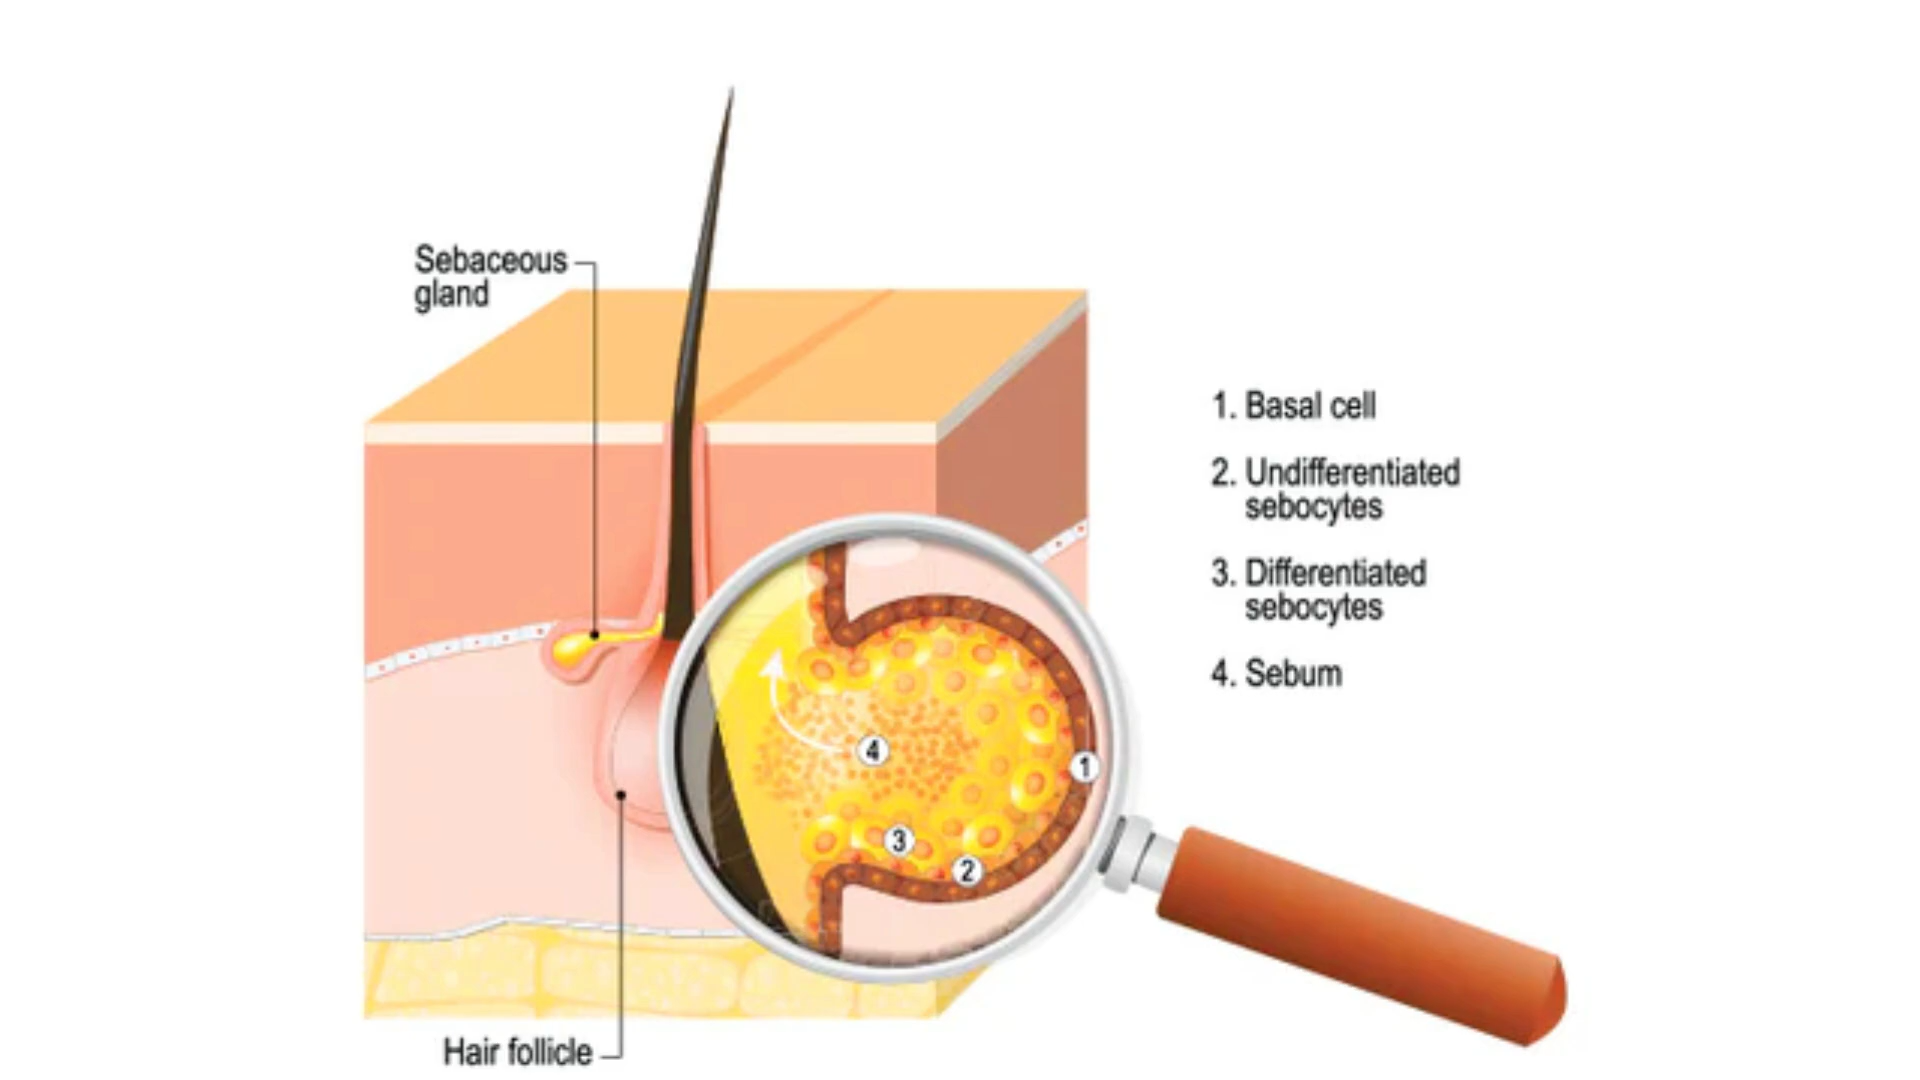 Sebaceous
gland
1. Basal cell
2. Undifferentiated
sebocytes
3. Differentiated
sebocytes
4. Sebum
4
1
3
2
Hair follicle